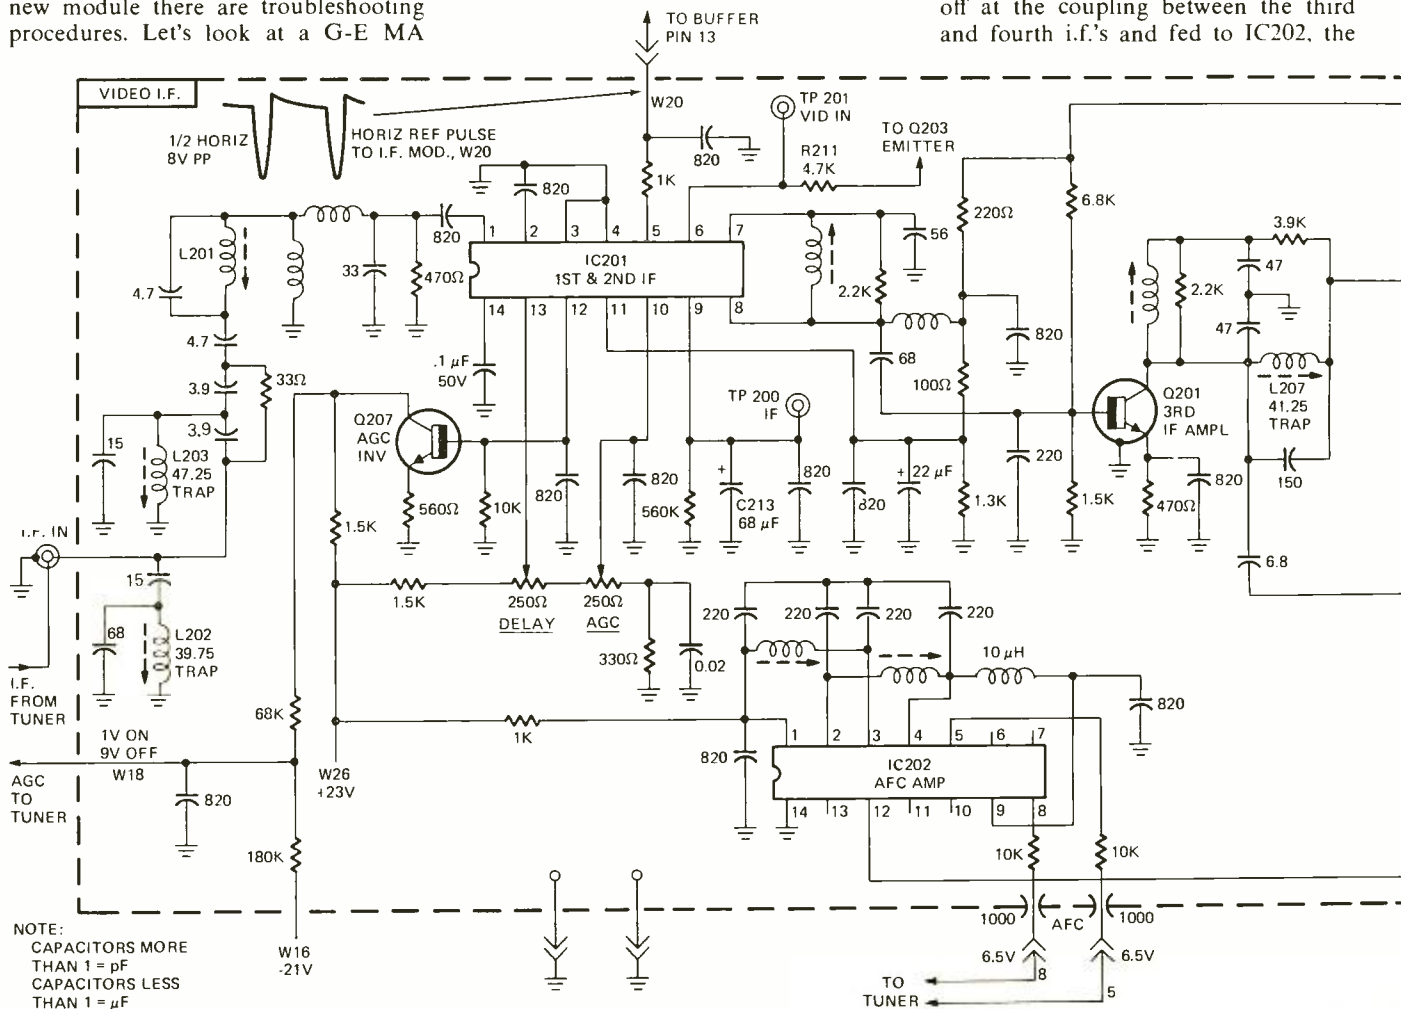 new module there are troubleshooting
procedures. Let's look at a G-E MA
off at the coupling between the third
and fourth i.f.'s and fed to IC202, the
TO BUFFER
PIN 13
VIDEO I.F.
1/2 HORIZ
8V PP
HORIZ REF PULSE
TO I.F. MOD., W20
W20
820
TP 201
VID IN
TO Q203
EMITTER
R211
4.7K
820
1K
220Ω
6.8K
3.9K
L201
4.7
33
470Ω
820
1
2
3
4
5
6
7
IC201
1ST & 2ND IF
14
13
12
11
10
9
8
56
2.2K
820
2.2K
47
47
4.7
3.9
33Ω
3.9
.1 µF
50V
68
100Ω
L207
41.25
TRAP
Q201
3RD
IF AMPL
TP 200
IF
Q207
AGC
INV
15
L203
47.25
TRAP
560Ω
10K
820
820
560K
+
C213
68 µF
820
820
+ 22 µF
1.3K
220
1.5K
470Ω
820
150
1.5K
I.F. IN
15
68
L202
39.75
TRAP
I.F.
FROM
TUNER
1.5K
250Ω
DELAY
250Ω
AGC
330Ω
0.02
220
220
220
220
6.8
10 µH
820
68K
1K
1V ON
9V OFF
W18
AGC
TO
TUNER
820
W26
+23V
820
1
2
3
4
5
6
7
IC202
AFC AMP
14
13
12
11
10
9
8
180K
10K
10K
1000
AFC
1000
W16
-21V
6.5V
6.5V
8
5
TO
TUNER
NOTE:
CAPACITORS MORE
THAN 1 = pF
CAPACITORS LESS
THAN 1 = µF